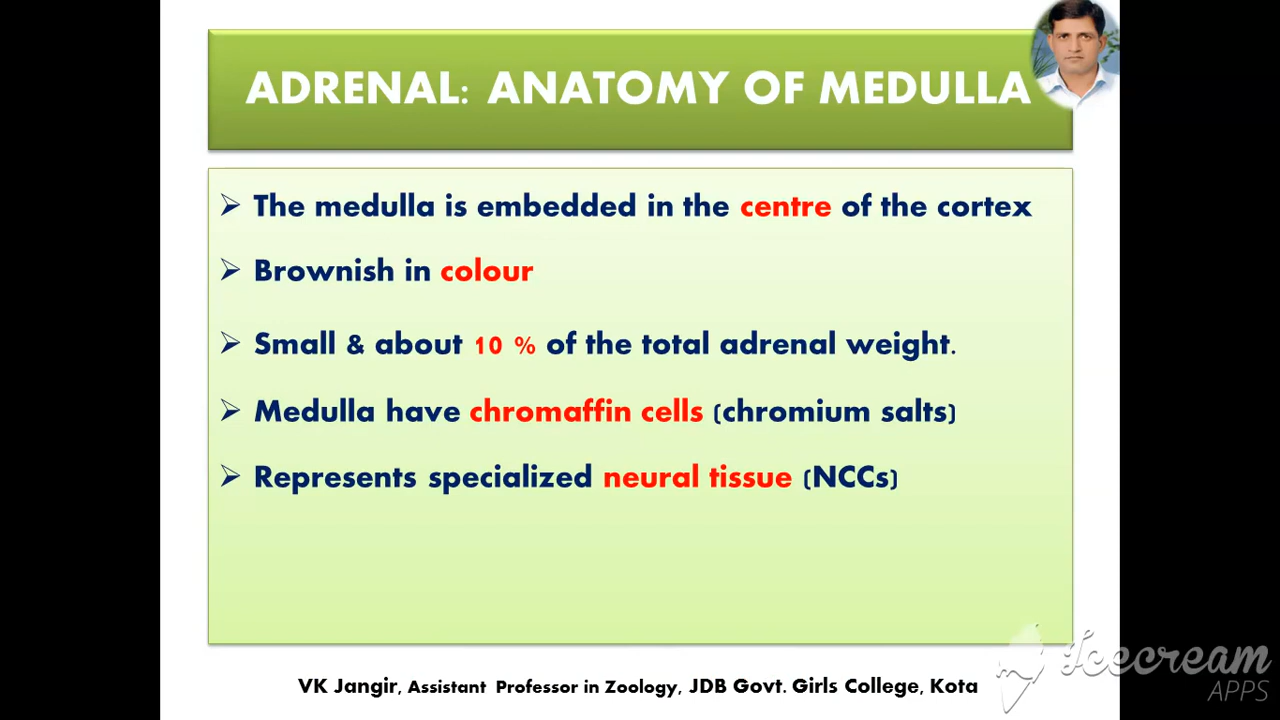 ADRENAL: ANATOMY OF MEDULLA
The medulla is embedded in the centre of the cortex
Brownish in colour
Small & about 10 % of the total adrenal weight.
Medulla have chromaffin cells (chromium salts)
Represents specialized neural tissue (NCCs)
VK Jangir, Assistant Professor in Zoology, JDB Govt. Girls College, Kota
Icecream
APPS